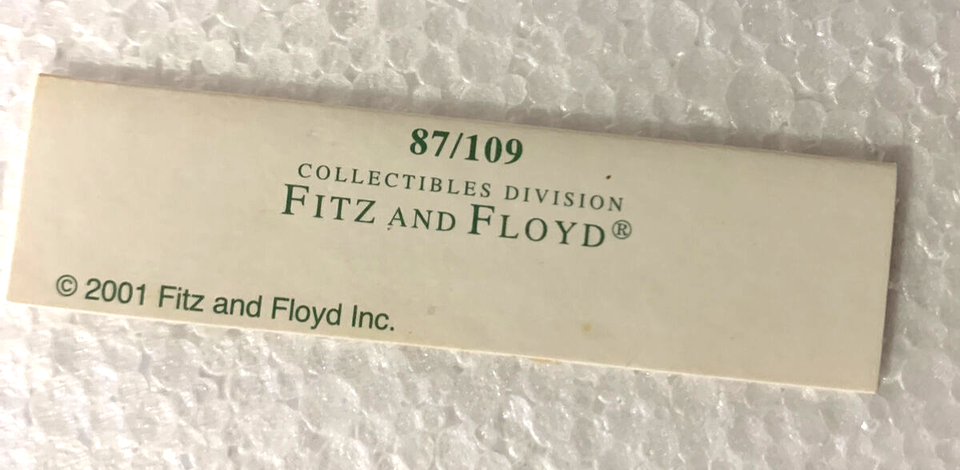 87/109
COLLECTIBLES DIVISION
FITZ AND FLOYD®
© 2001 Fitz and Floyd Inc.